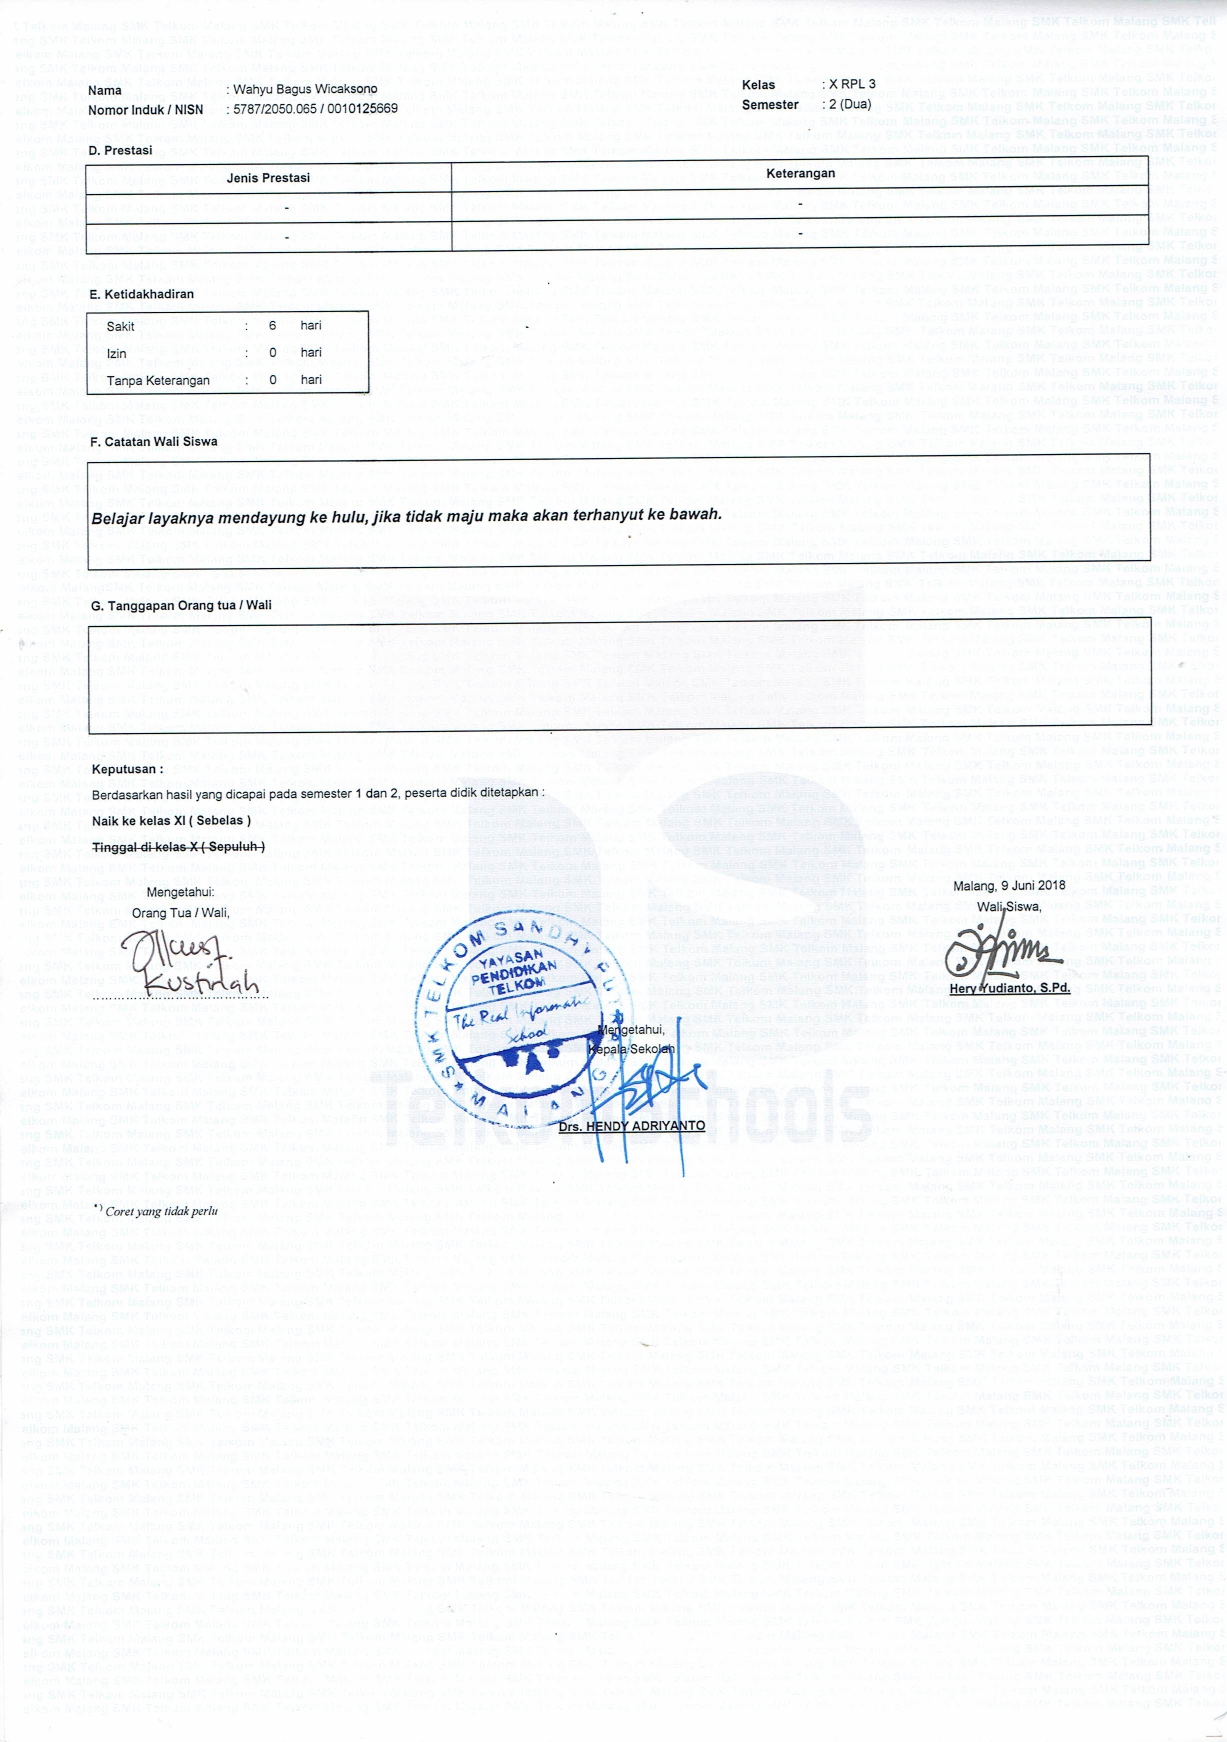 Nama : Wahyu Bagus Wicaksono Kelas : X RPL 3
Nomor Induk / NISN : 5787/2050.065 / 0010125669 Semester : 2 (Dua)
D. Prestasi
Jenis Prestasi Keterangan
- -
- -
E. Ketidakhadiran
Sakit : 6 hari
Izin : 0 hari
Tanpa Keterangan : 0 hari
F. Catatan Wali Siswa
Belajar layaknya mendayung ke hulu, jika tidak maju maka akan terhanyut ke bawah.
G. Tanggapan Orang tua / Wali
Keputusan :
Berdasarkan hasil yang dicapai pada semester 1 dan 2, peserta didik ditetapkan :
Naik ke kelas XI ( Sebelas )
Tinggal di kelas X ( Sepuluh )
Mengetahui:
Orang Tua / Wali,
Kustinah
Malang, 9 Juni 2018
Wali Siswa,
Hery Yudianto, S.Pd.
SMK TELKOM SANDHY PUTRA
MALANG
YAYASAN
PENDIDIKAN
TELKOM
The Real Informatic
School
Mengetahui,
Kepala Sekolah
Drs. HENDY ADRIYANTO
Telkom Schools
*) Coret yang tidak perlu